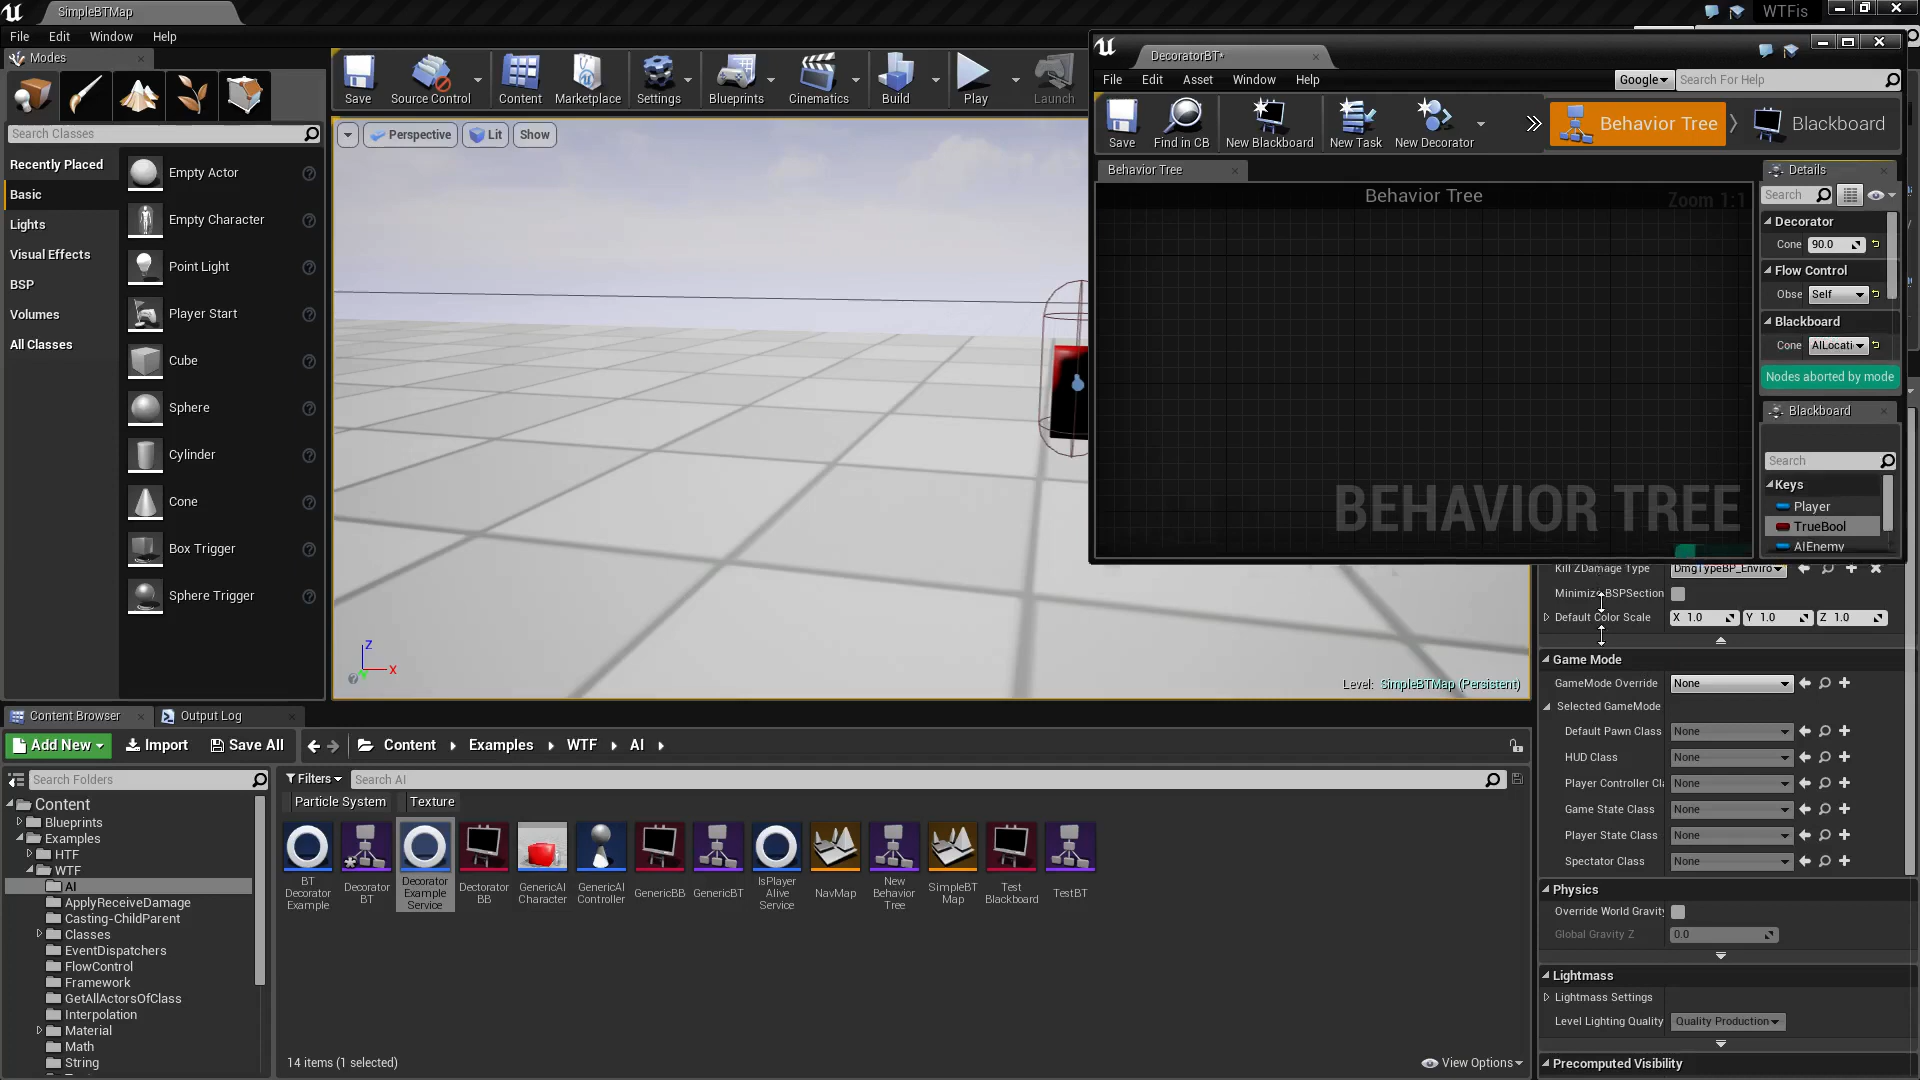 SimpleBTMap
WTFis
File Edit Window Help
Modes
Search Classes
Recently Placed
Basic
Lights
Visual Effects
BSP
Volumes
All Classes
Empty Actor
Empty Character
Point Light
Player Start
Cube
Sphere
Cylinder
Cone
Box Trigger
Sphere Trigger
Save
Source Control
Content
Marketplace
Settings
Blueprints
Cinematics
Build
Play
Launch
Perspective
Lit
Show
Z
X
Level: SimpleBTMap (Persistent)
DecoratorBT*
File Edit Asset Window Help
Google
Search For Help
Save
Find in CB
New Blackboard
New Task
New Decorator
Behavior Tree
Blackboard
Behavior Tree
Behavior Tree
Zoom 1:1
BEHAVIOR TREE
Details
Search
Decorator
Cone 90.0
Flow Control
Obse Self
Blackboard
Cone AILocati
Nodes aborted by mode
Blackboard
Search
Keys
Player
TrueBool
AIEnemy
Kill ZDamage Type DmgTypeBP_Enviro
Minimize BSPSection
Default Color Scale X 1.0 Y 1.0 Z 1.0
Game Mode
GameMode Override None
Selected GameMode
Default Pawn Class None
HUD Class None
Player Controller Cla None
Game State Class None
Player State Class None
Spectator Class None
Physics
Override World Gravity
Global Gravity Z 0.0
Lightmass
Lightmass Settings
Level Lighting Quality Quality Production
Precomputed Visibility
Content Browser
Output Log
Add New
Import
Save All
Content Examples WTF AI
Search Folders
Filters
Search AI
Particle System
Texture
Content
Blueprints
Examples
HTF
WTF
AI
ApplyReceiveDamage
Casting-ChildParent
Classes
EventDispatchers
FlowControl
Framework
GetAllActorsOfClass
Interpolation
Material
Math
String
BT Decorator Example
Decorator BT
Decorator Example Service
Dectorator BB
GenericAI Character
GenericAI Controller
GenericBB
GenericBT
IsPlayer Alive Service
NavMap
New Behavior Tree
SimpleBT Map
Test Blackboard
TestBT
14 items (1 selected)
View Options